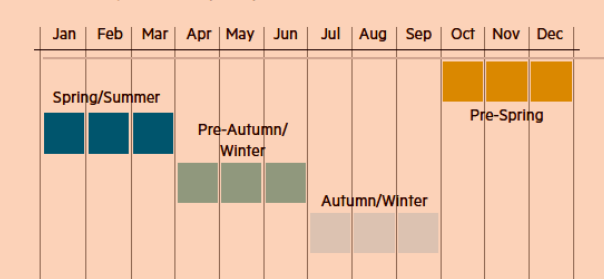 Jan Feb Mar Apr May Jun Jul Aug Sep Oct Nov Dec
Spring/Summer
Pre-Spring
Pre-Autumn/
Winter
Autumn/Winter